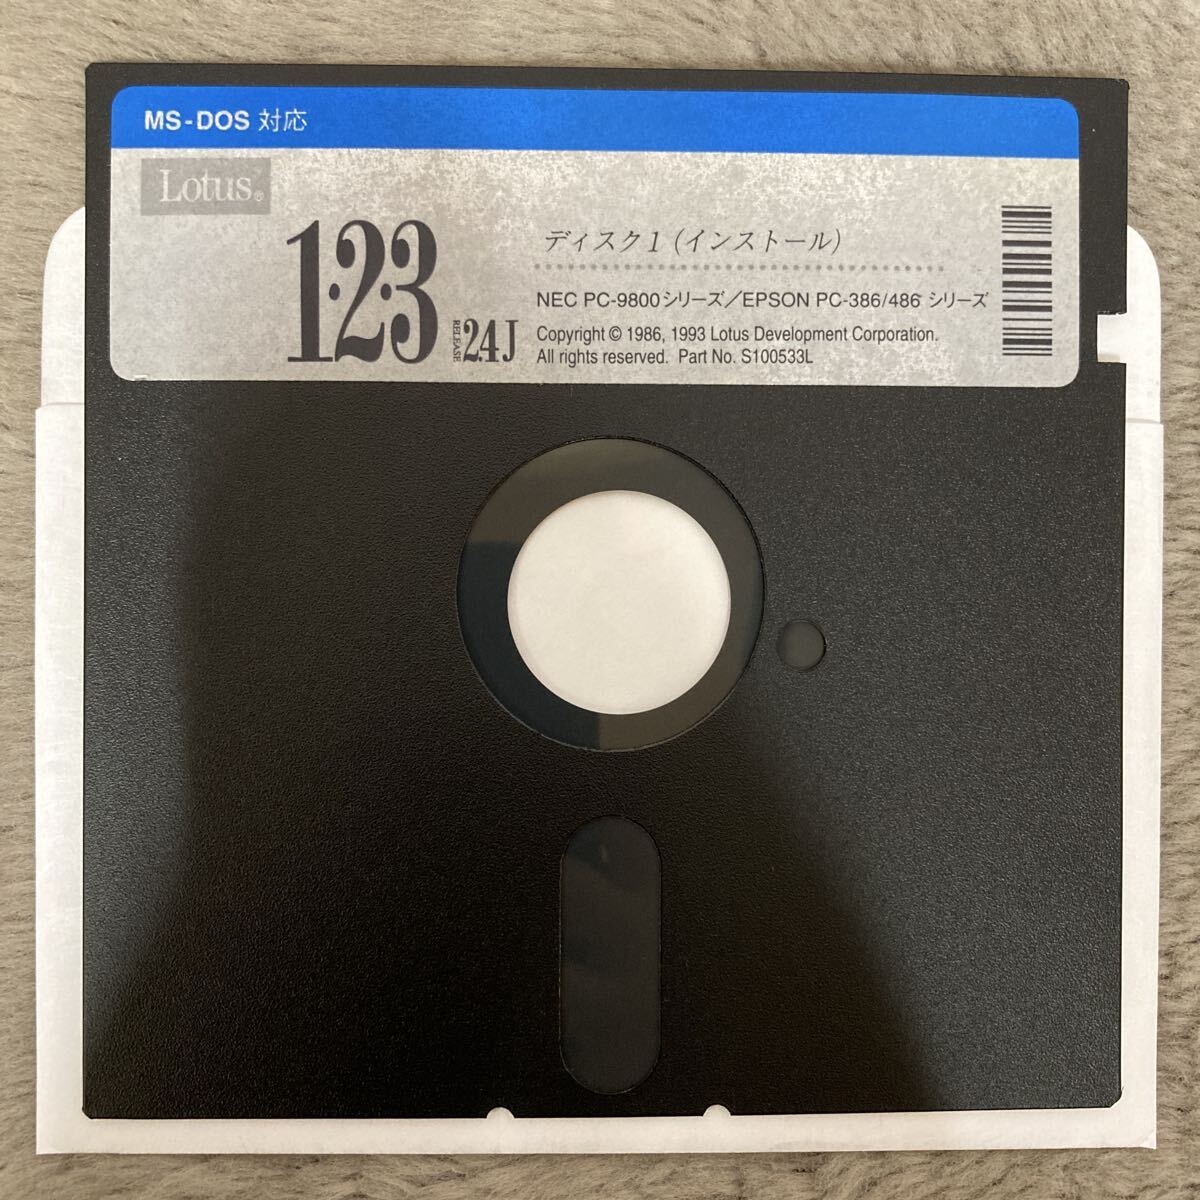 MS-DOS 対応
Lotus®
1·2·3
RELEASE 2.4J
ディスク1 (インストール)
NEC PC-9800シリーズ/EPSON PC-386/486 シリーズ
Copyright © 1986, 1993 Lotus Development Corporation.
All rights reserved. Part No. S100533L